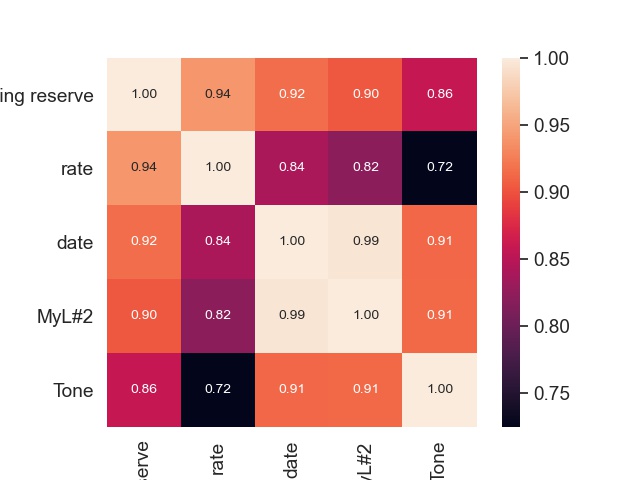 ing reserve 1.00 0.94 0.92 0.90 0.86
rate 0.94 1.00 0.84 0.82 0.72
date 0.92 0.84 1.00 0.99 0.91
MyL#2 0.90 0.82 0.99 1.00 0.91
Tone 0.86 0.72 0.91 0.91 1.00
erve rate date yL#2 Tone
1.00
0.95
0.90
0.85
0.80
0.75